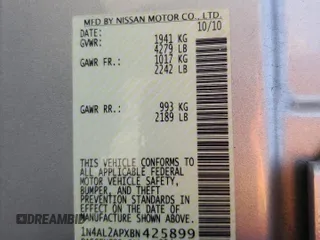 MFD BY NISSAN MOTOR CO., LTD.
DATE: 10/10
GVWR: 1941 KG
4279 LB
GAWR FR.: 1017 KG
2242 LB
GAWR RR.: 993 KG
2189 LB
THIS VEHICLE CONFORMS TO
ALL APPLICABLE FEDERAL
MOTOR VEHICLE SAFETY,
BUMPER, AND THEFT PREVENTION
STANDARDS IN EFFECT ON THE
DATE OF MANUFACTURE
SHOWN ABOVE.
1N4AL2APXBN425899
DREAMBID